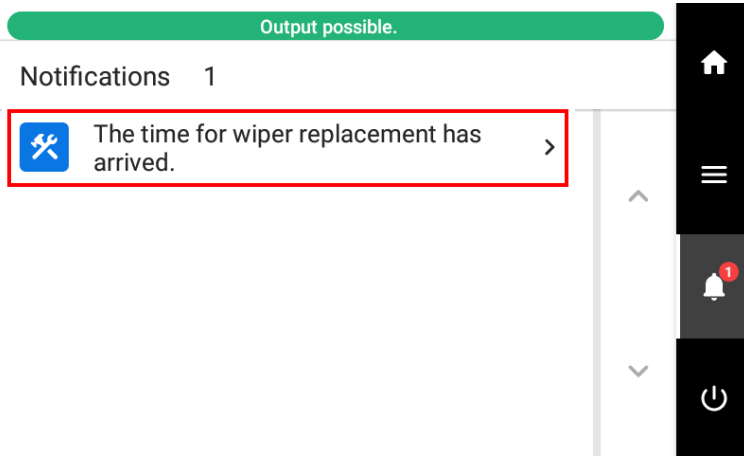 Output possible.
Notifications 1
The time for wiper replacement has
arrived.
1